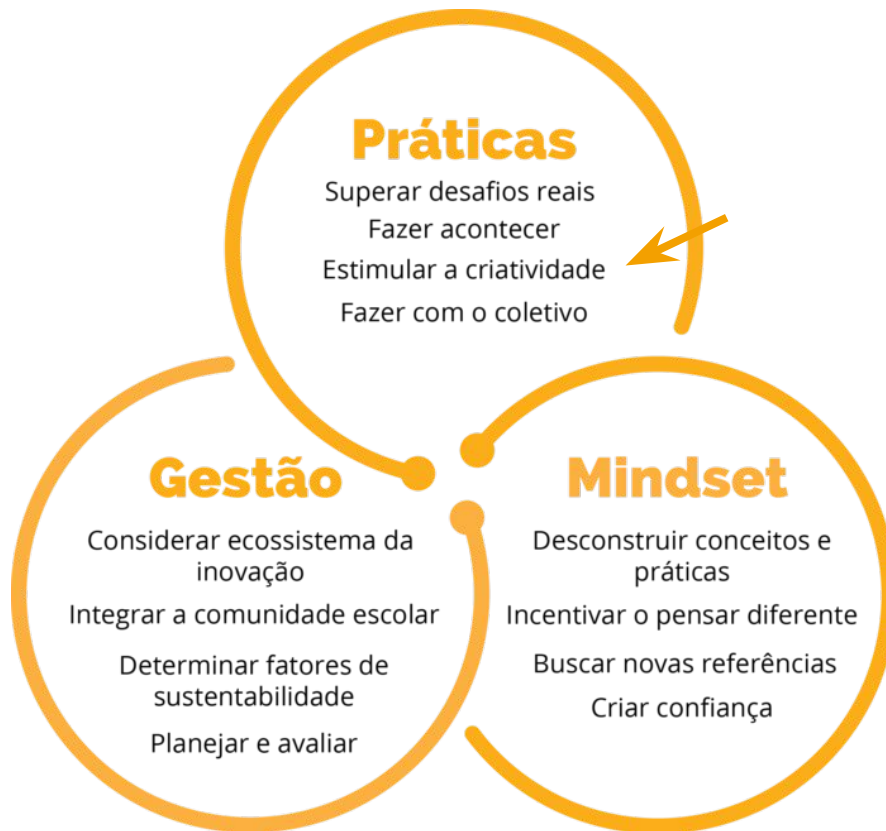 Práticas
Superar desafios reais
Fazer acontecer
Estimular a criatividade
Fazer com o coletivo
Gestão
Considerar ecossistema da
inovação
Integrar a comunidade escolar
Determinar fatores de
sustentabilidade
Planejar e avaliar
Mindset
Desconstruir conceitos e
práticas
Incentivar o pensar diferente
Buscar novas referências
Criar confiança